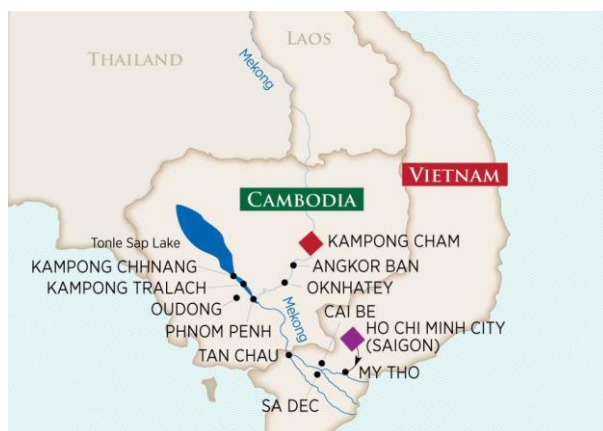 LAOS
THAILAND
Mekong
VIETNAM
CAMBODIA
Tonle Sap Lake
KAMPONG CHAM
KAMPONG CHHNANG
ANGKOR BAN
KAMPONG TRALACH
OKNHATEY
OUDONG
CAI BE
PHNOM PENH
Mekong
HO CHI MINH CITY
(SAIGON)
TAN CHAU
MY THO
SA DEC